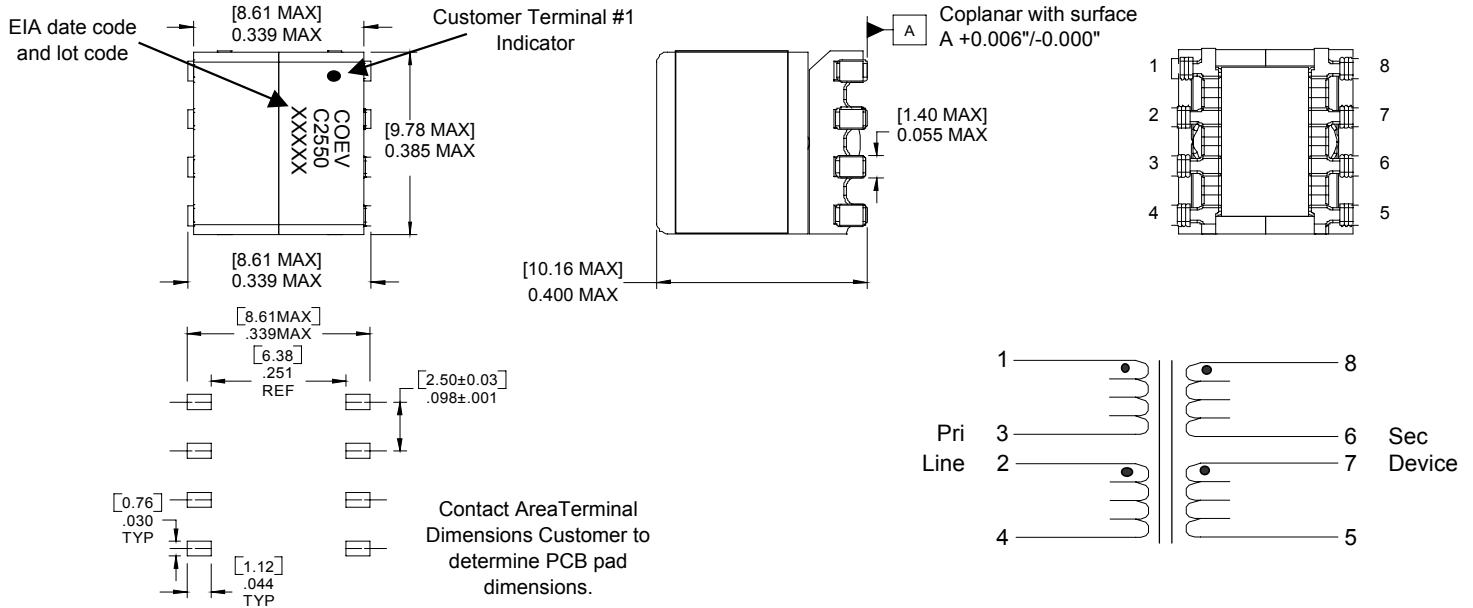 EIA date code
and lot code
[8.61 MAX]
0.339 MAX
Customer Terminal #1
Indicator
COEV
C2550
XXXXX
[9.78 MAX]
0.385 MAX
[8.61 MAX]
0.339 MAX
A
Coplanar with surface
A +0.006"/-0.000"
[1.40 MAX]
0.055 MAX
[10.16 MAX]
0.400 MAX
1
2
3
4
8
7
6
5
[8.61MAX]
.339MAX
[6.38]
.251
REF
[2.50±0.03]
.098±.001
[0.76]
.030
TYP
[1.12]
.044
TYP
Contact AreaTerminal
Dimensions Customer to
determine PCB pad
dimensions.
1
8
Pri 3
6 Sec
Line 2
7 Device
4
5